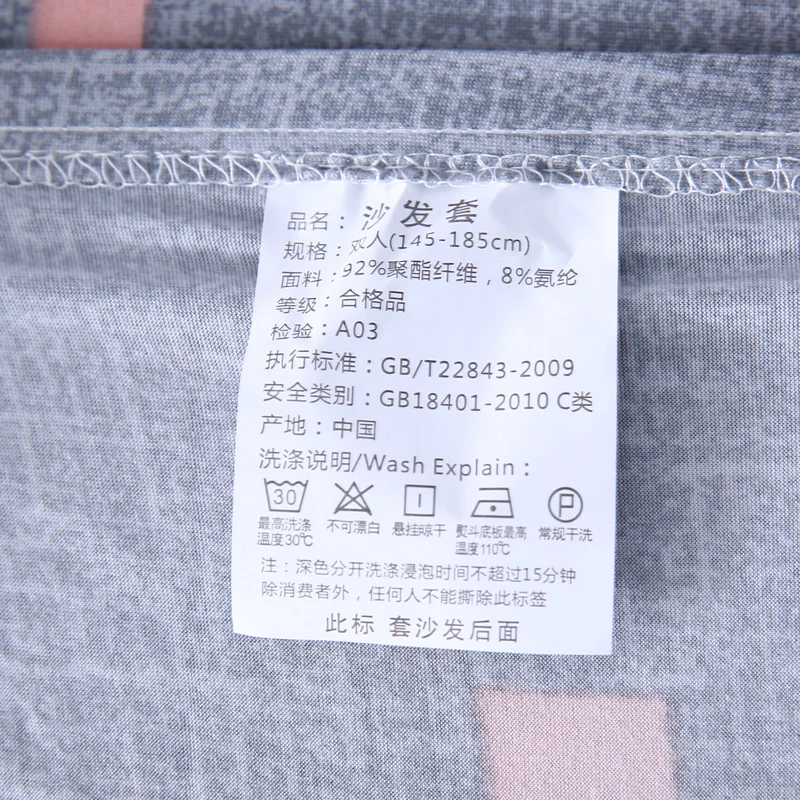 品名：沙发套
规格：双人(145-185cm)
面料：92%聚酯纤维，8%氨纶
等级：合格品
检验：A03
执行标准：GB/T22843-2009
安全类别：GB18401-2010 C类
产地：中国
洗涤说明/Wash Explain：
30 P
最高洗涤温度30℃ 不可漂白 悬挂晾干 熨斗底板最高温度110℃ 常规干洗
注：深色分开洗涤浸泡时间不超过15分钟
除消费者外，任何人不能撕除此标签
此标 套沙发后面